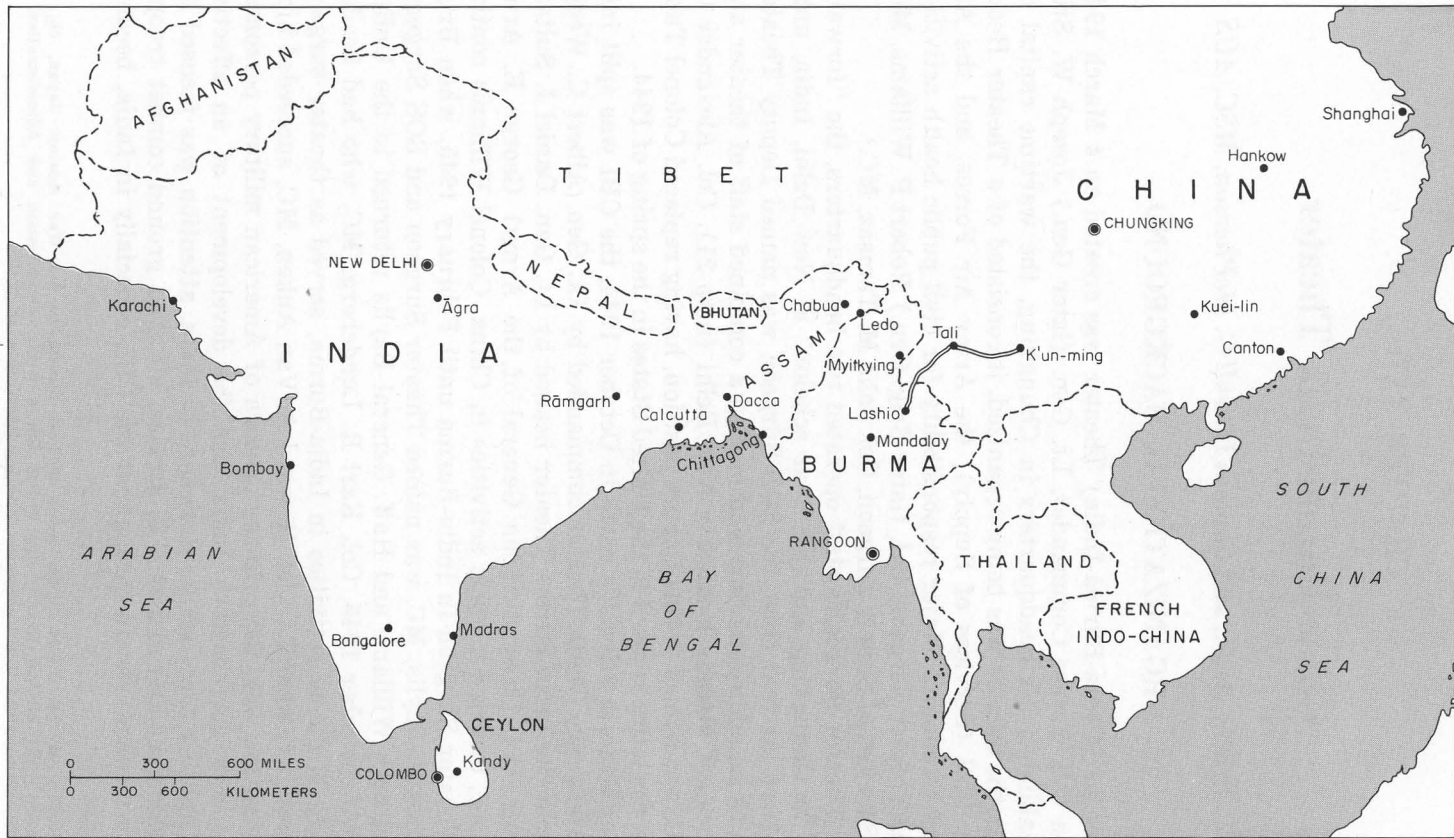 AFGHANISTAN
TIBET
CHINA
Shanghai
Hankow
CHUNGKING
NEW DELHI
Āgra
NEPAL
BHUTAN
Chabua
Ledo
Karachi
Kuei-lin
INDIA
ASSAM
Tali
K'un-ming
Canton
Myitkying
Rāmgarh
Calcutta
Dacca
Lashio
Chittagong
Mandalay
BURMA
Bombay
SOUTH
CHINA
SEA
ARABIAN
SEA
RANGOON
THAILAND
BAY
OF
BENGAL
FRENCH
INDO-CHINA
Bangalore
Madras
CEYLON
COLOMBO
Kandy
0 300 600 MILES
0 300 600 KILOMETERS